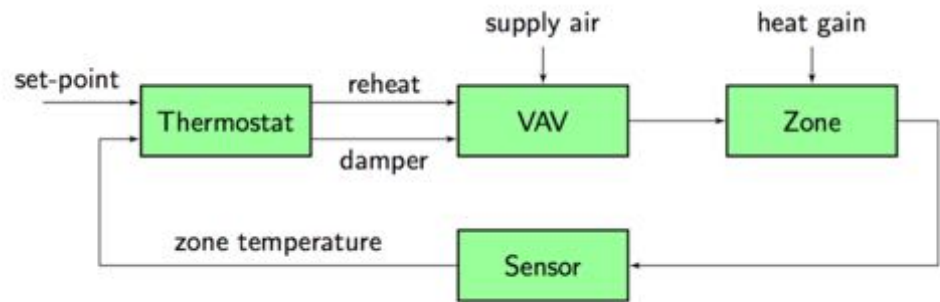 supply air
heat gain
set-point
reheat
Thermostat
VAV
Zone
damper
zone temperature
Sensor